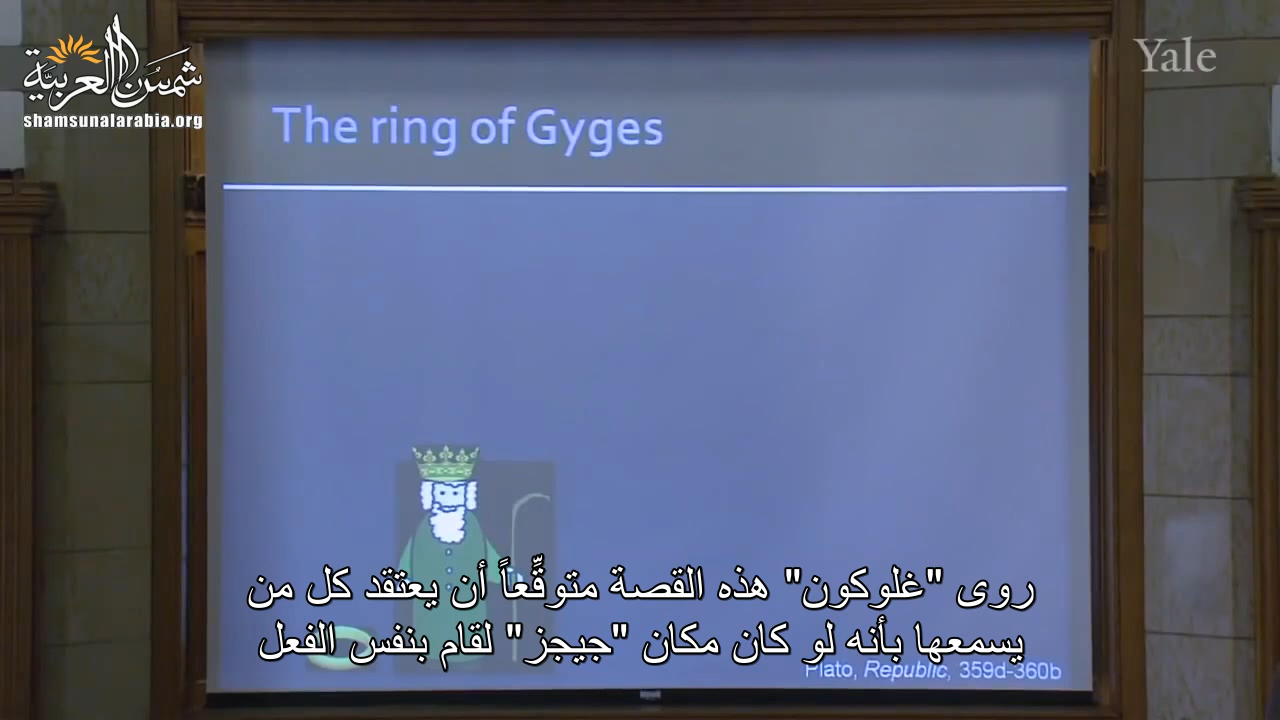 شمسُ العربيَّة
shamsunalarabia.org
Yale
The ring of Gyges
روى "غلوكون" هذه القصة متوقِّعاً أن يعتقد كل من
يسمعها بأنه لو كان مكان "جيجز" لقام بنفس الفعل
Plato, Republic, 359d-360b